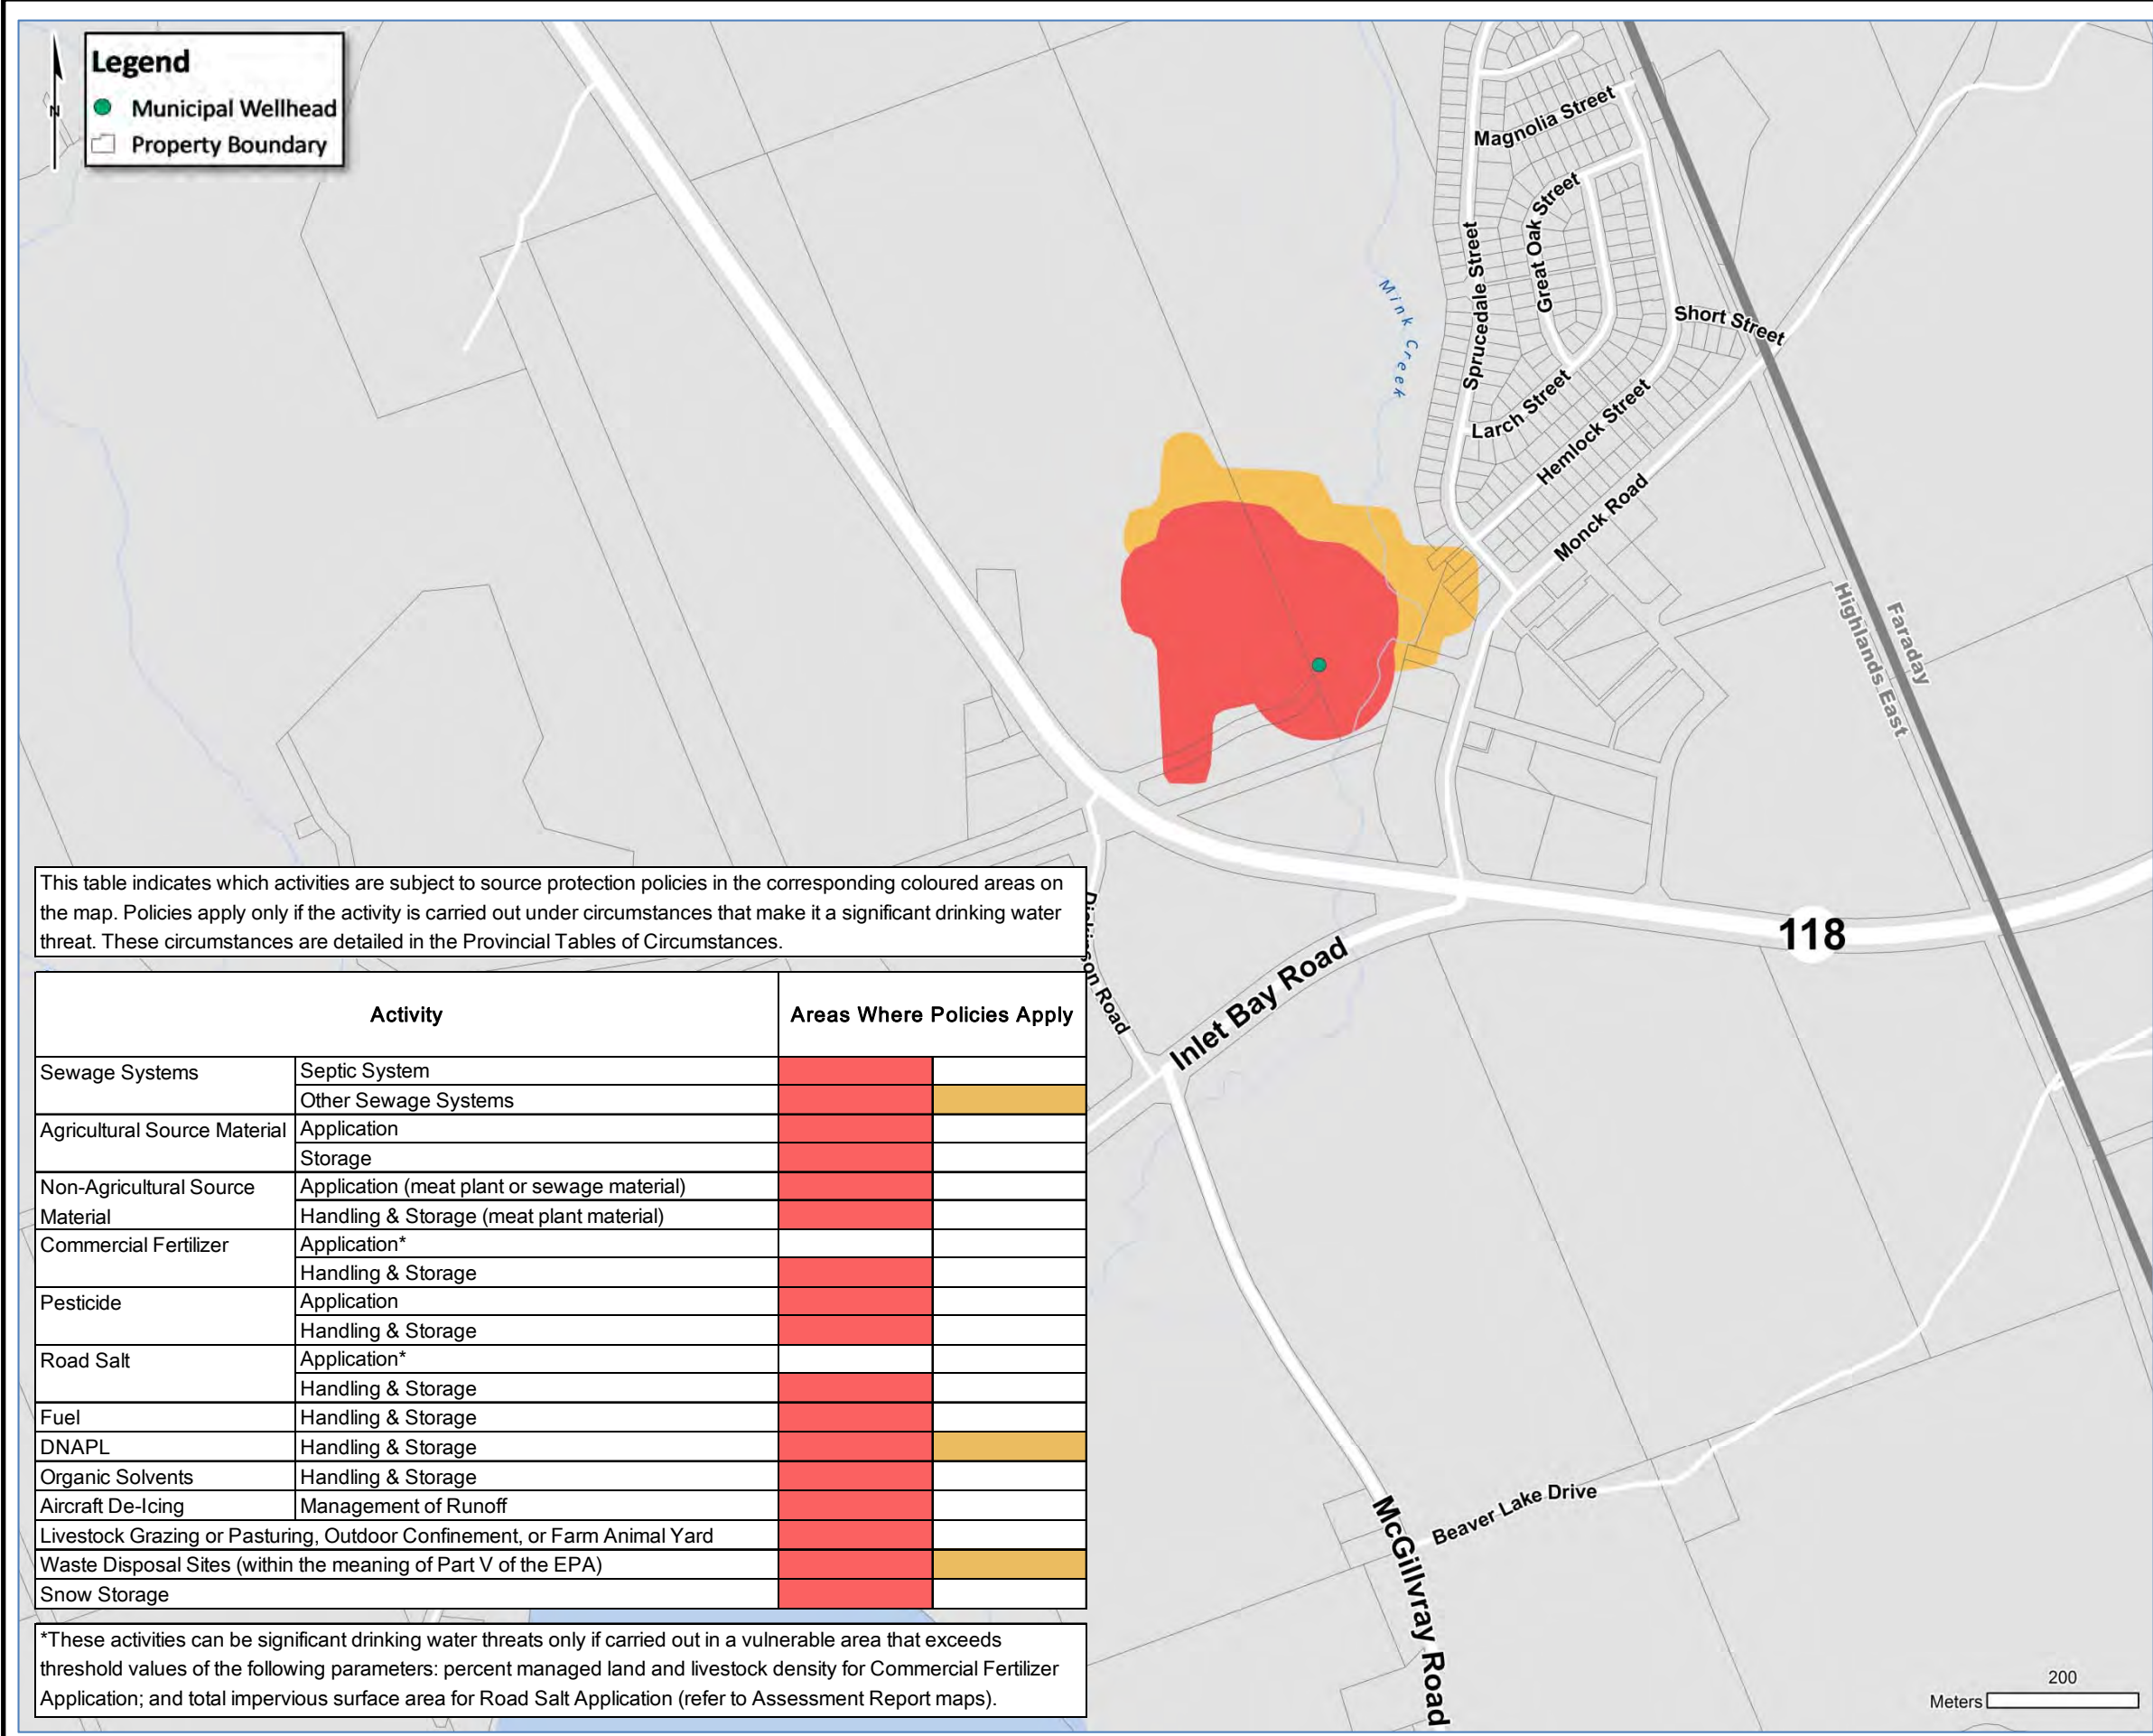 N
Legend
Municipal Wellhead
Property Boundary
Magnolia Street
Great Oak Street
Sprucedale Street
Mink Creek
Short Street
Larch Street
Hemlock Street
Monck Road
Highlands East
Faraday
118
Inlet Bay Road
son Road
McGillvray Road
Beaver Lake Drive
This table indicates which activities are subject to source protection policies in the corresponding coloured areas on
the map. Policies apply only if the activity is carried out under circumstances that make it a significant drinking water
threat. These circumstances are detailed in the Provincial Tables of Circumstances.
Activity Areas Where Policies Apply
Sewage Systems Septic System
Other Sewage Systems
Agricultural Source Material Application
Storage
Non-Agricultural Source Application (meat plant or sewage material)
Material Handling & Storage (meat plant material)
Commercial Fertilizer Application*
Handling & Storage
Pesticide Application
Handling & Storage
Road Salt Application*
Handling & Storage
Fuel Handling & Storage
DNAPL Handling & Storage
Organic Solvents Handling & Storage
Aircraft De-Icing Management of Runoff
Livestock Grazing or Pasturing, Outdoor Confinement, or Farm Animal Yard
Waste Disposal Sites (within the meaning of Part V of the EPA)
Snow Storage
*These activities can be significant drinking water threats only if carried out in a vulnerable area that exceeds
threshold values of the following parameters: percent managed land and livestock density for Commercial Fertilizer
Application; and total impervious surface area for Road Salt Application (refer to Assessment Report maps).
200
Meters